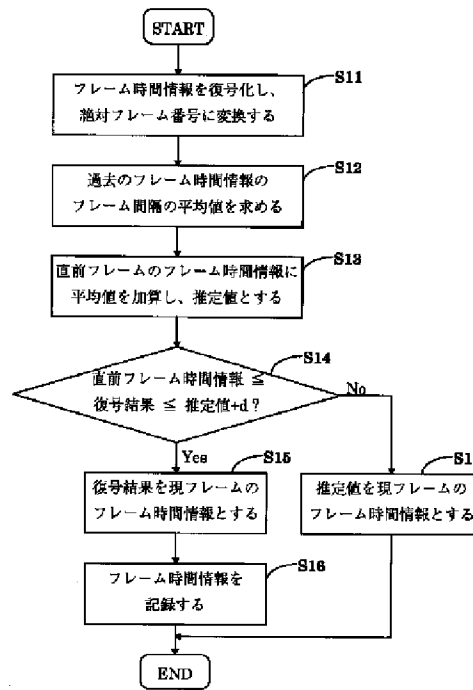 START
S11
フレーム時間情報を復号化し、
絶対フレーム番号に変換する
S12
過去のフレーム時間情報の
フレーム間隔の平均値を求める
S13
直前フレームのフレーム時間情報に
平均値を加算し、推定値とする
S14
直前フレーム時間情報 ≦
復号結果 ≦ 推定値+d?
No
Yes
S15
復号結果を現フレームの
フレーム時間情報とする
S1
推定値を現フレームの
フレーム時間情報とする
S16
フレーム時間情報を
記録する
END